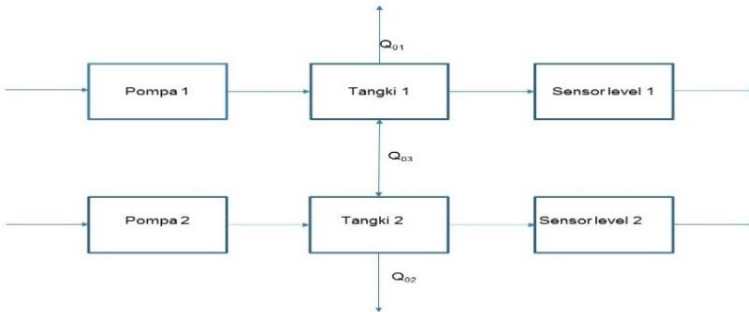 Q01
Pompa 1
Tangki 1
Sensor level 1
Q03
Pompa 2
Tangki 2
Sensor level 2
Q02